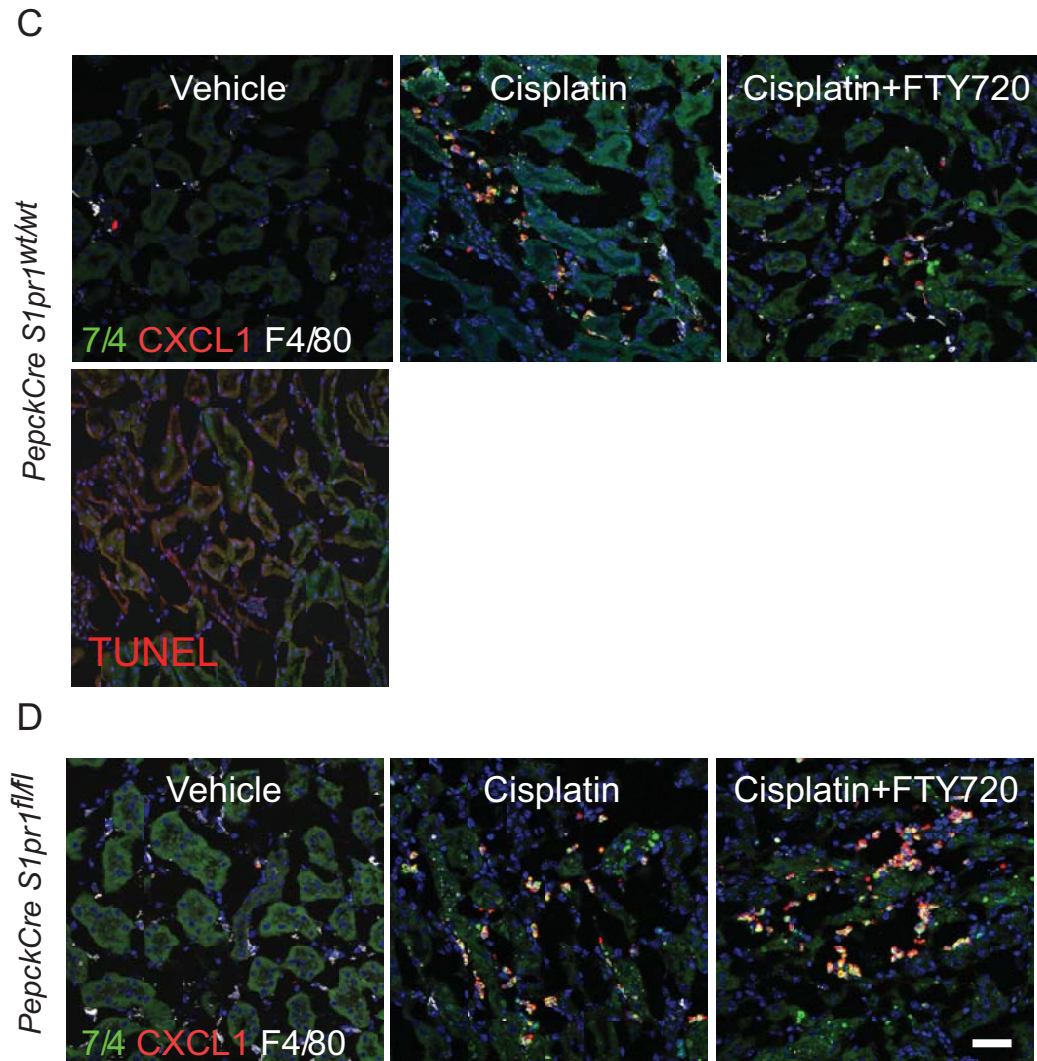 C
PepckCre S1pr1wt/wt
Vehicle
Cisplatin
Cisplatin+FTY720
7/4 CXCL1 F4/80
TUNEL
D
PepckCre S1pr1fl/fl
Vehicle
Cisplatin
Cisplatin+FTY720
7/4 CXCL1 F4/80